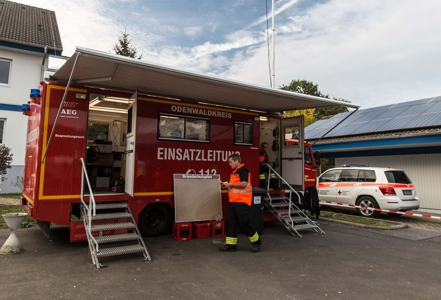 ODENWALDKREIS
AEG
EINSATZLEITUNG
112